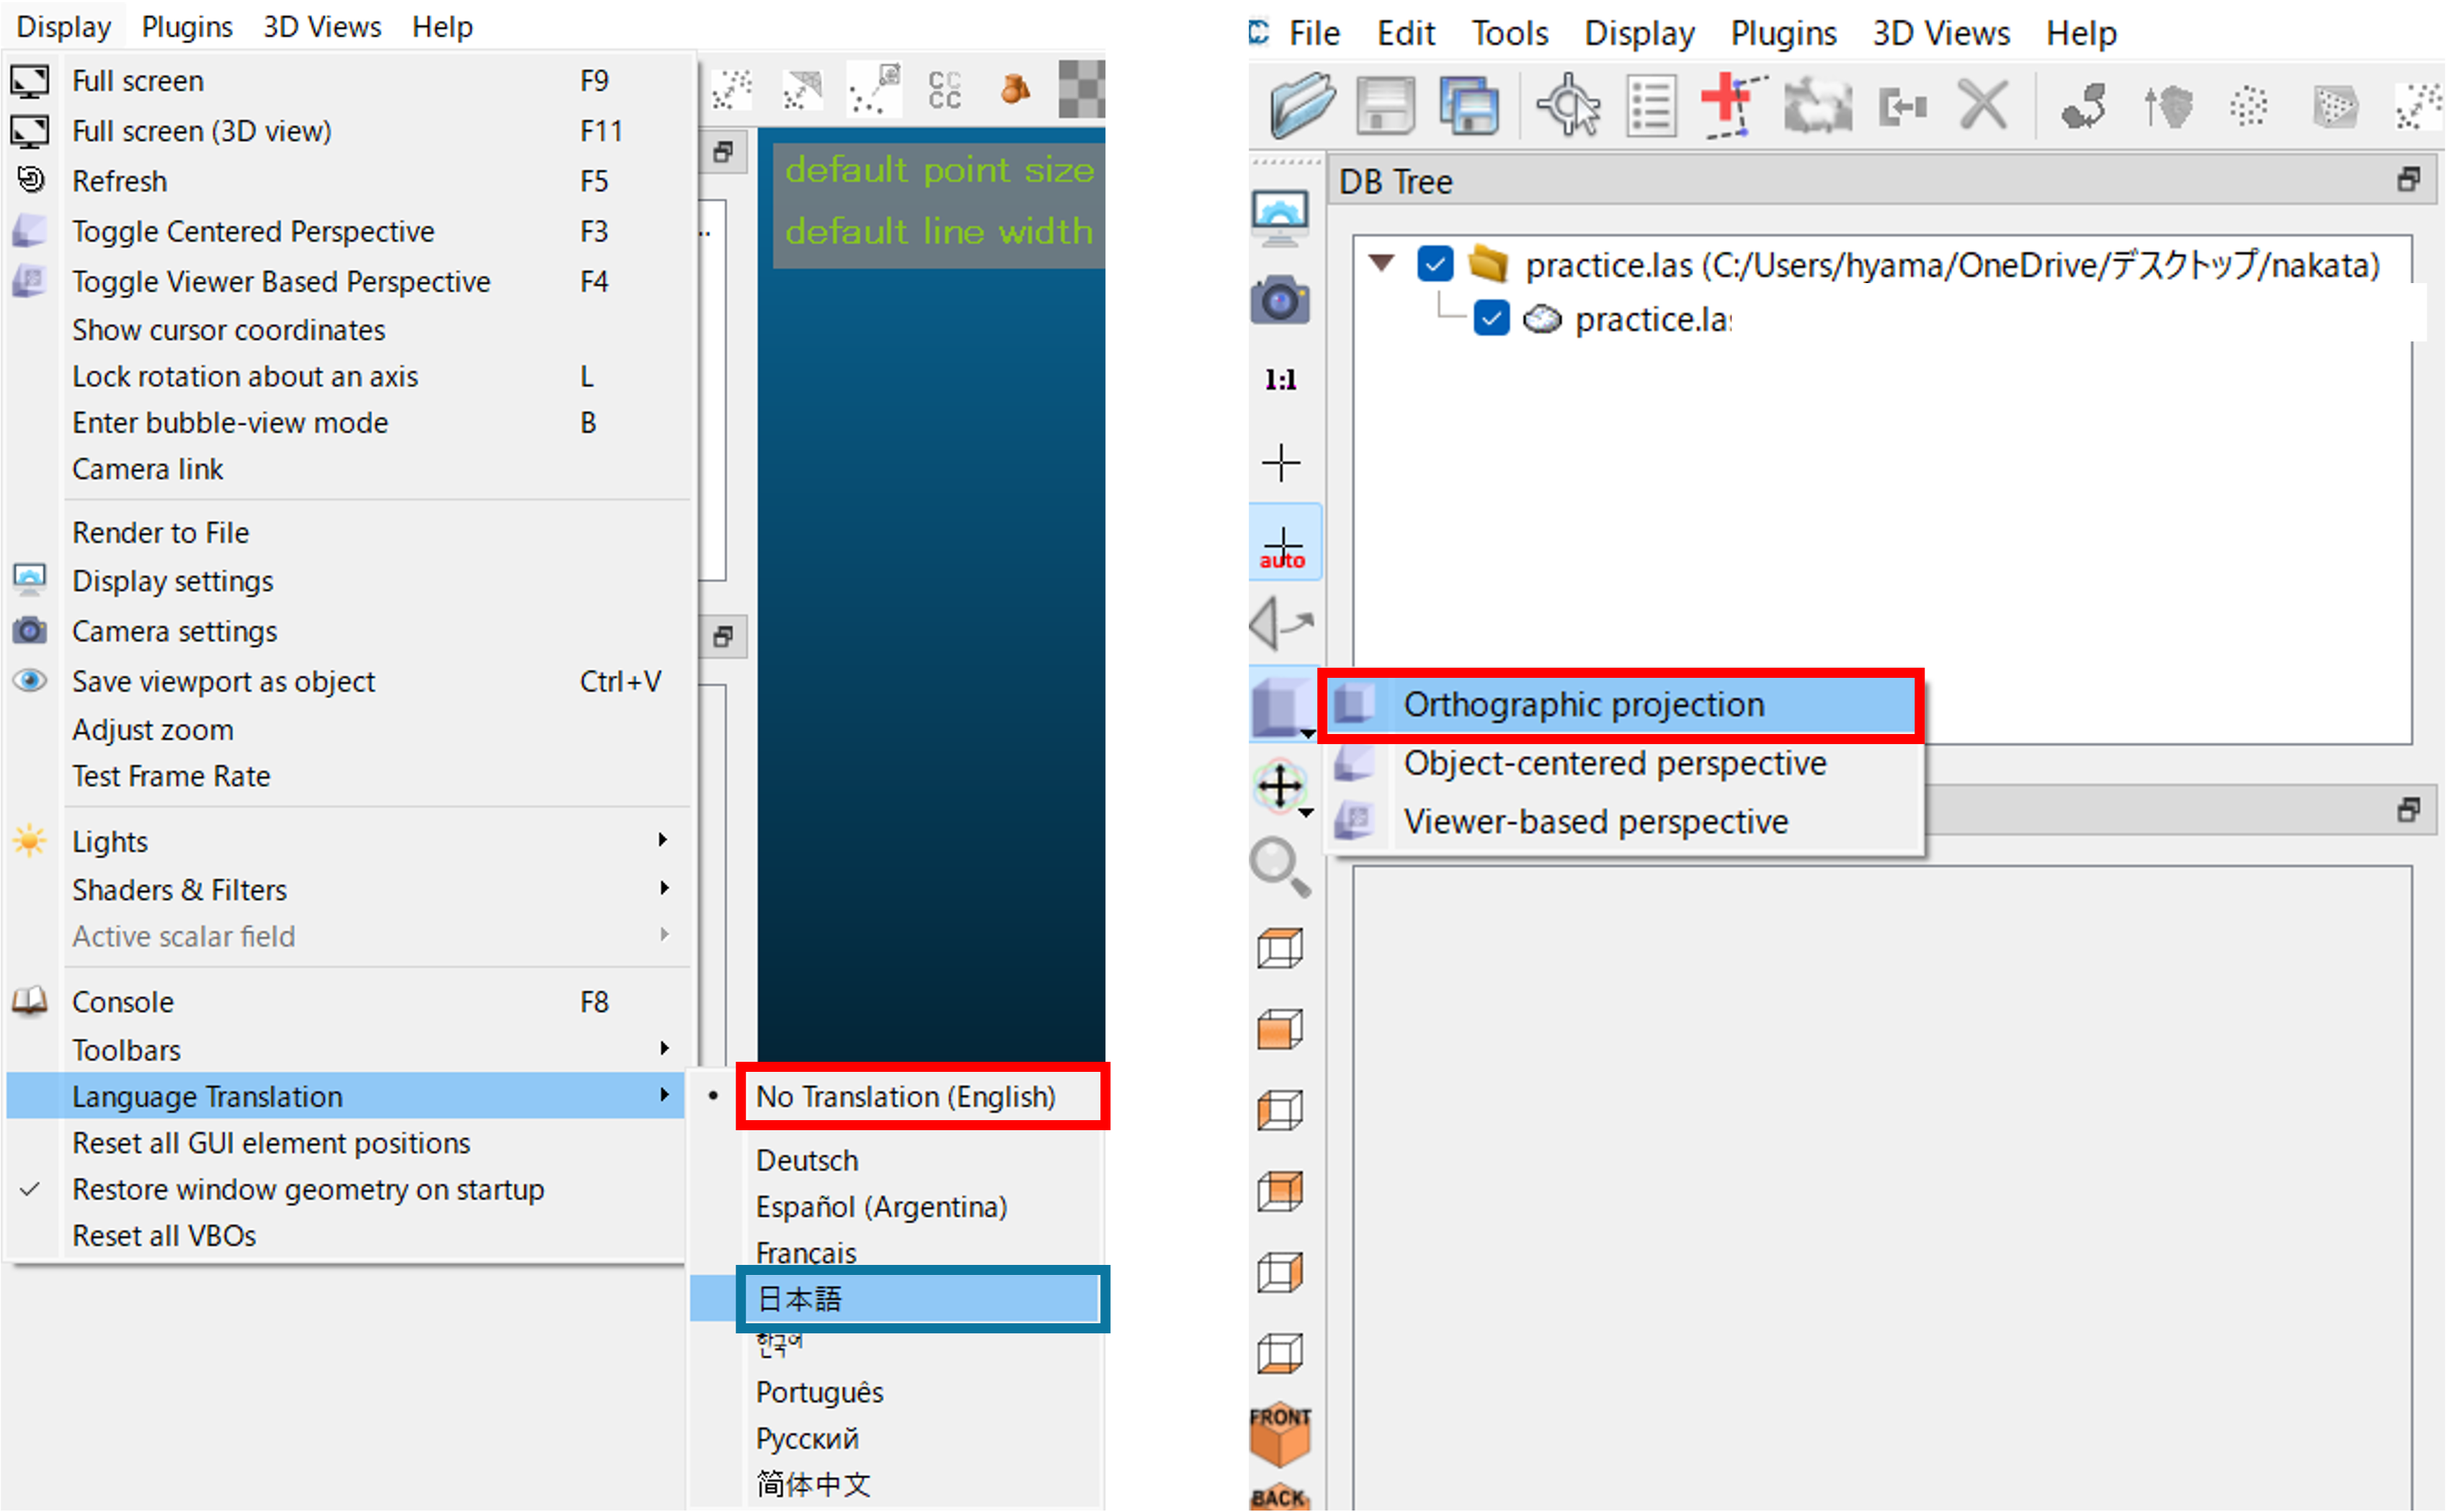 Display Plugins 3D Views Help
Full screen F9
Full screen (3D view) F11
Refresh F5
Toggle Centered Perspective F3
Toggle Viewer Based Perspective F4
Show cursor coordinates
Lock rotation about an axis L
Enter bubble-view mode B
Camera link
Render to File
Display settings
Camera settings
Save viewport as object Ctrl+V
Adjust zoom
Test Frame Rate
Lights
Shaders & Filters
Active scalar field
Console F8
Toolbars
Language Translation
Reset all GUI element positions
Restore window geometry on startup
Reset all VBOs
CC
CC
default point size
default line width
No Translation (English)
Deutsch
Español (Argentina)
Français
日本語
한국어
Português
Русский
简体中文
File Edit Tools Display Plugins 3D Views Help
DB Tree
practice.las (C:/Users/hyama/OneDrive/デスクトップ/nakata)
practice.la
1:1
auto
Orthographic projection
Object-centered perspective
Viewer-based perspective
FRONT
BACK